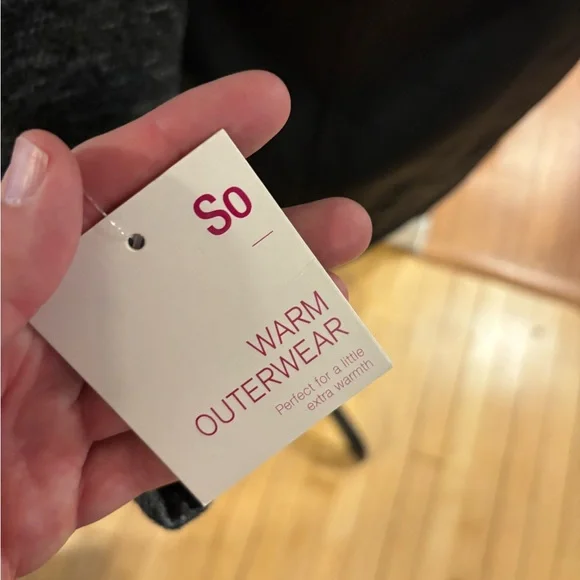 So
WARM
OUTERWEAR
Perfect for a little
extra warmth